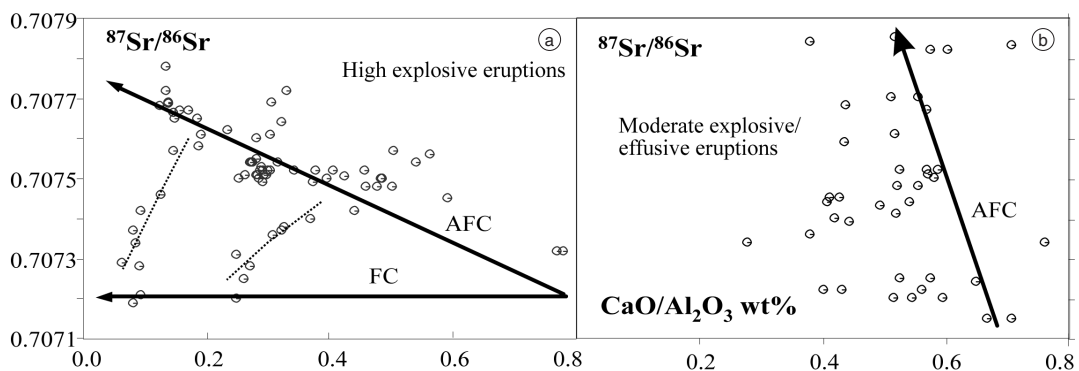 0.7079
0.7077
0.7075
0.7073
0.7071
⁸⁷Sr/⁸⁶Sr
a
High explosive eruptions
AFC
FC
0.0 0.2 0.4 0.6 0.8
⁸⁷Sr/⁸⁶Sr
b
Moderate explosive/
effusive eruptions
AFC
CaO/Al₂O₃ wt%
0.2 0.4 0.6 0.8